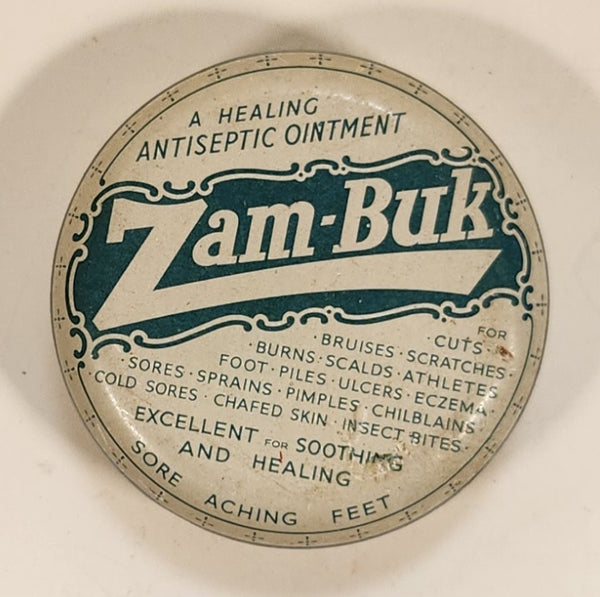 A HEALING
ANTISEPTIC OINTMENT
Zam-Buk
FOR
· CUTS ·
· BRUISES · SCRATCHES
· BURNS · SCALDS · ATHLETES
FOOT · PILES · ULCERS · ECZEMA ·
· SORES · SPRAINS · PIMPLES · CHILBLAINS ·
COLD SORES · CHAFED SKIN · INSECT BITES ·
EXCELLENT FOR SOOTHING
AND HEALING
SORE ACHING FEET